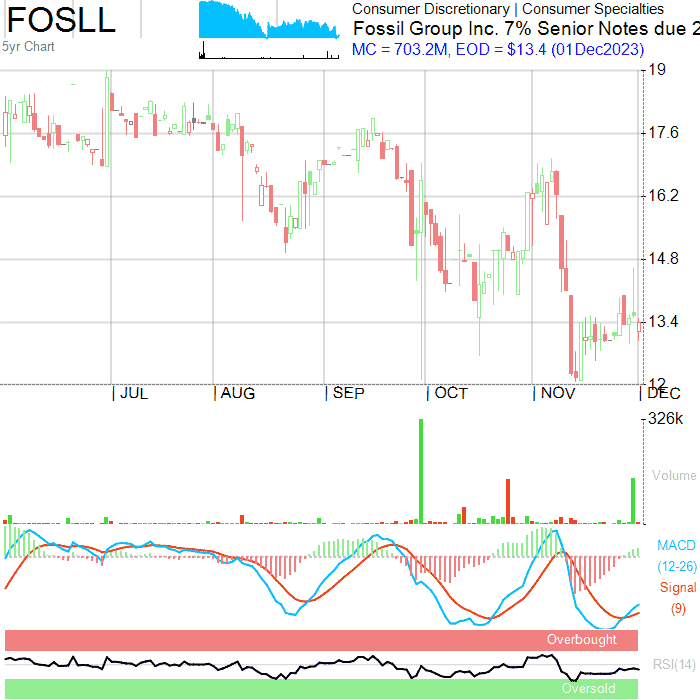 FOSLL
5yr Chart
Consumer Discretionary | Consumer Specialties
Fossil Group Inc. 7% Senior Notes due 2
MC = 703.2M, EOD = $13.4 (01Dec2023)
19
17.6
16.2
14.8
13.4
12
JUL
AUG
SEP
OCT
NOV
DEC
326k
Volume
MACD
(12-26)
Signal
(9)
Overbought
RSI(14)
Oversold